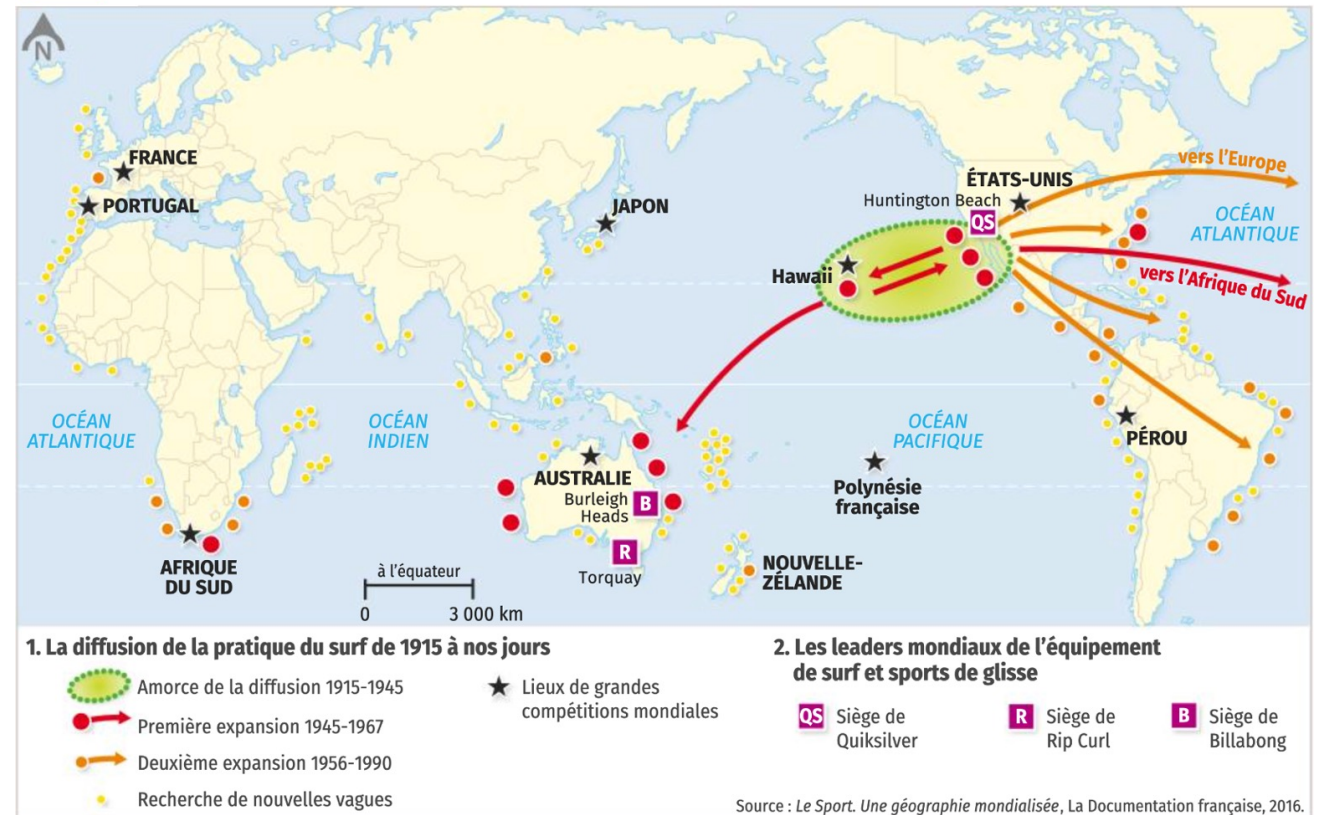 N
FRANCE
PORTUGAL
JAPON
Hawaii
ÉTATS-UNIS
Huntington Beach
QS
vers l'Europe
OCÉAN
ATLANTIQUE
vers l'Afrique du Sud
OCÉAN
ATLANTIQUE
OCÉAN
INDIEN
OCÉAN
PACIFIQUE
PÉROU
AUSTRALIE
Burleigh
Heads
B
R
Torquay
Polynésie
française
NOUVELLE-
ZÉLANDE
AFRIQUE
DU SUD
à l'équateur
0 3 000 km
1. La diffusion de la pratique du surf de 1915 à nos jours
Amorce de la diffusion 1915-1945
Première expansion 1945-1967
Deuxième expansion 1956-1990
Recherche de nouvelles vagues
Lieux de grandes
compétitions mondiales
2. Les leaders mondiaux de l'équipement
de surf et sports de glisse
QS Siège de
Quiksilver
R Siège de
Rip Curl
B Siège de
Billabong
Source : Le Sport. Une géographie mondialisée, La Documentation française, 2016.